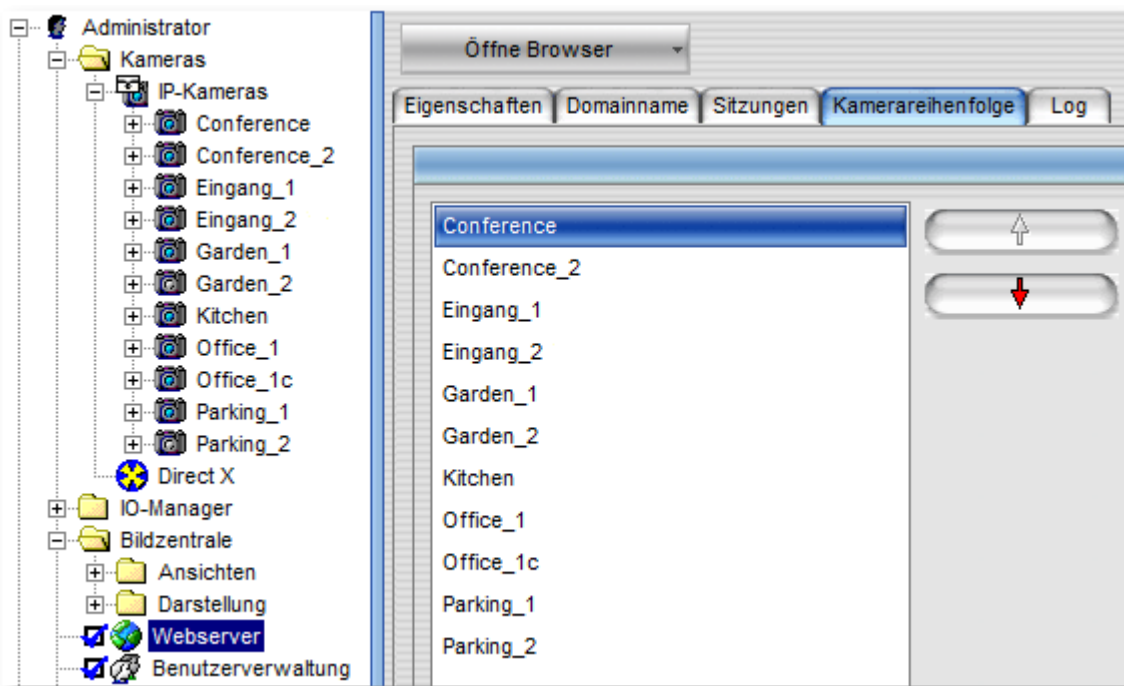 Administrator
Kameras
IP-Kameras
Conference
Conference_2
Eingang_1
Eingang_2
Garden_1
Garden_2
Kitchen
Office_1
Office_1c
Parking_1
Parking_2
Direct X
IO-Manager
Bildzentrale
Ansichten
Darstellung
Webserver
Benutzerverwaltung
Öffne Browser
Eigenschaften Domainname Sitzungen Kamerareihenfolge Log
Conference
Conference_2
Eingang_1
Eingang_2
Garden_1
Garden_2
Kitchen
Office_1
Office_1c
Parking_1
Parking_2